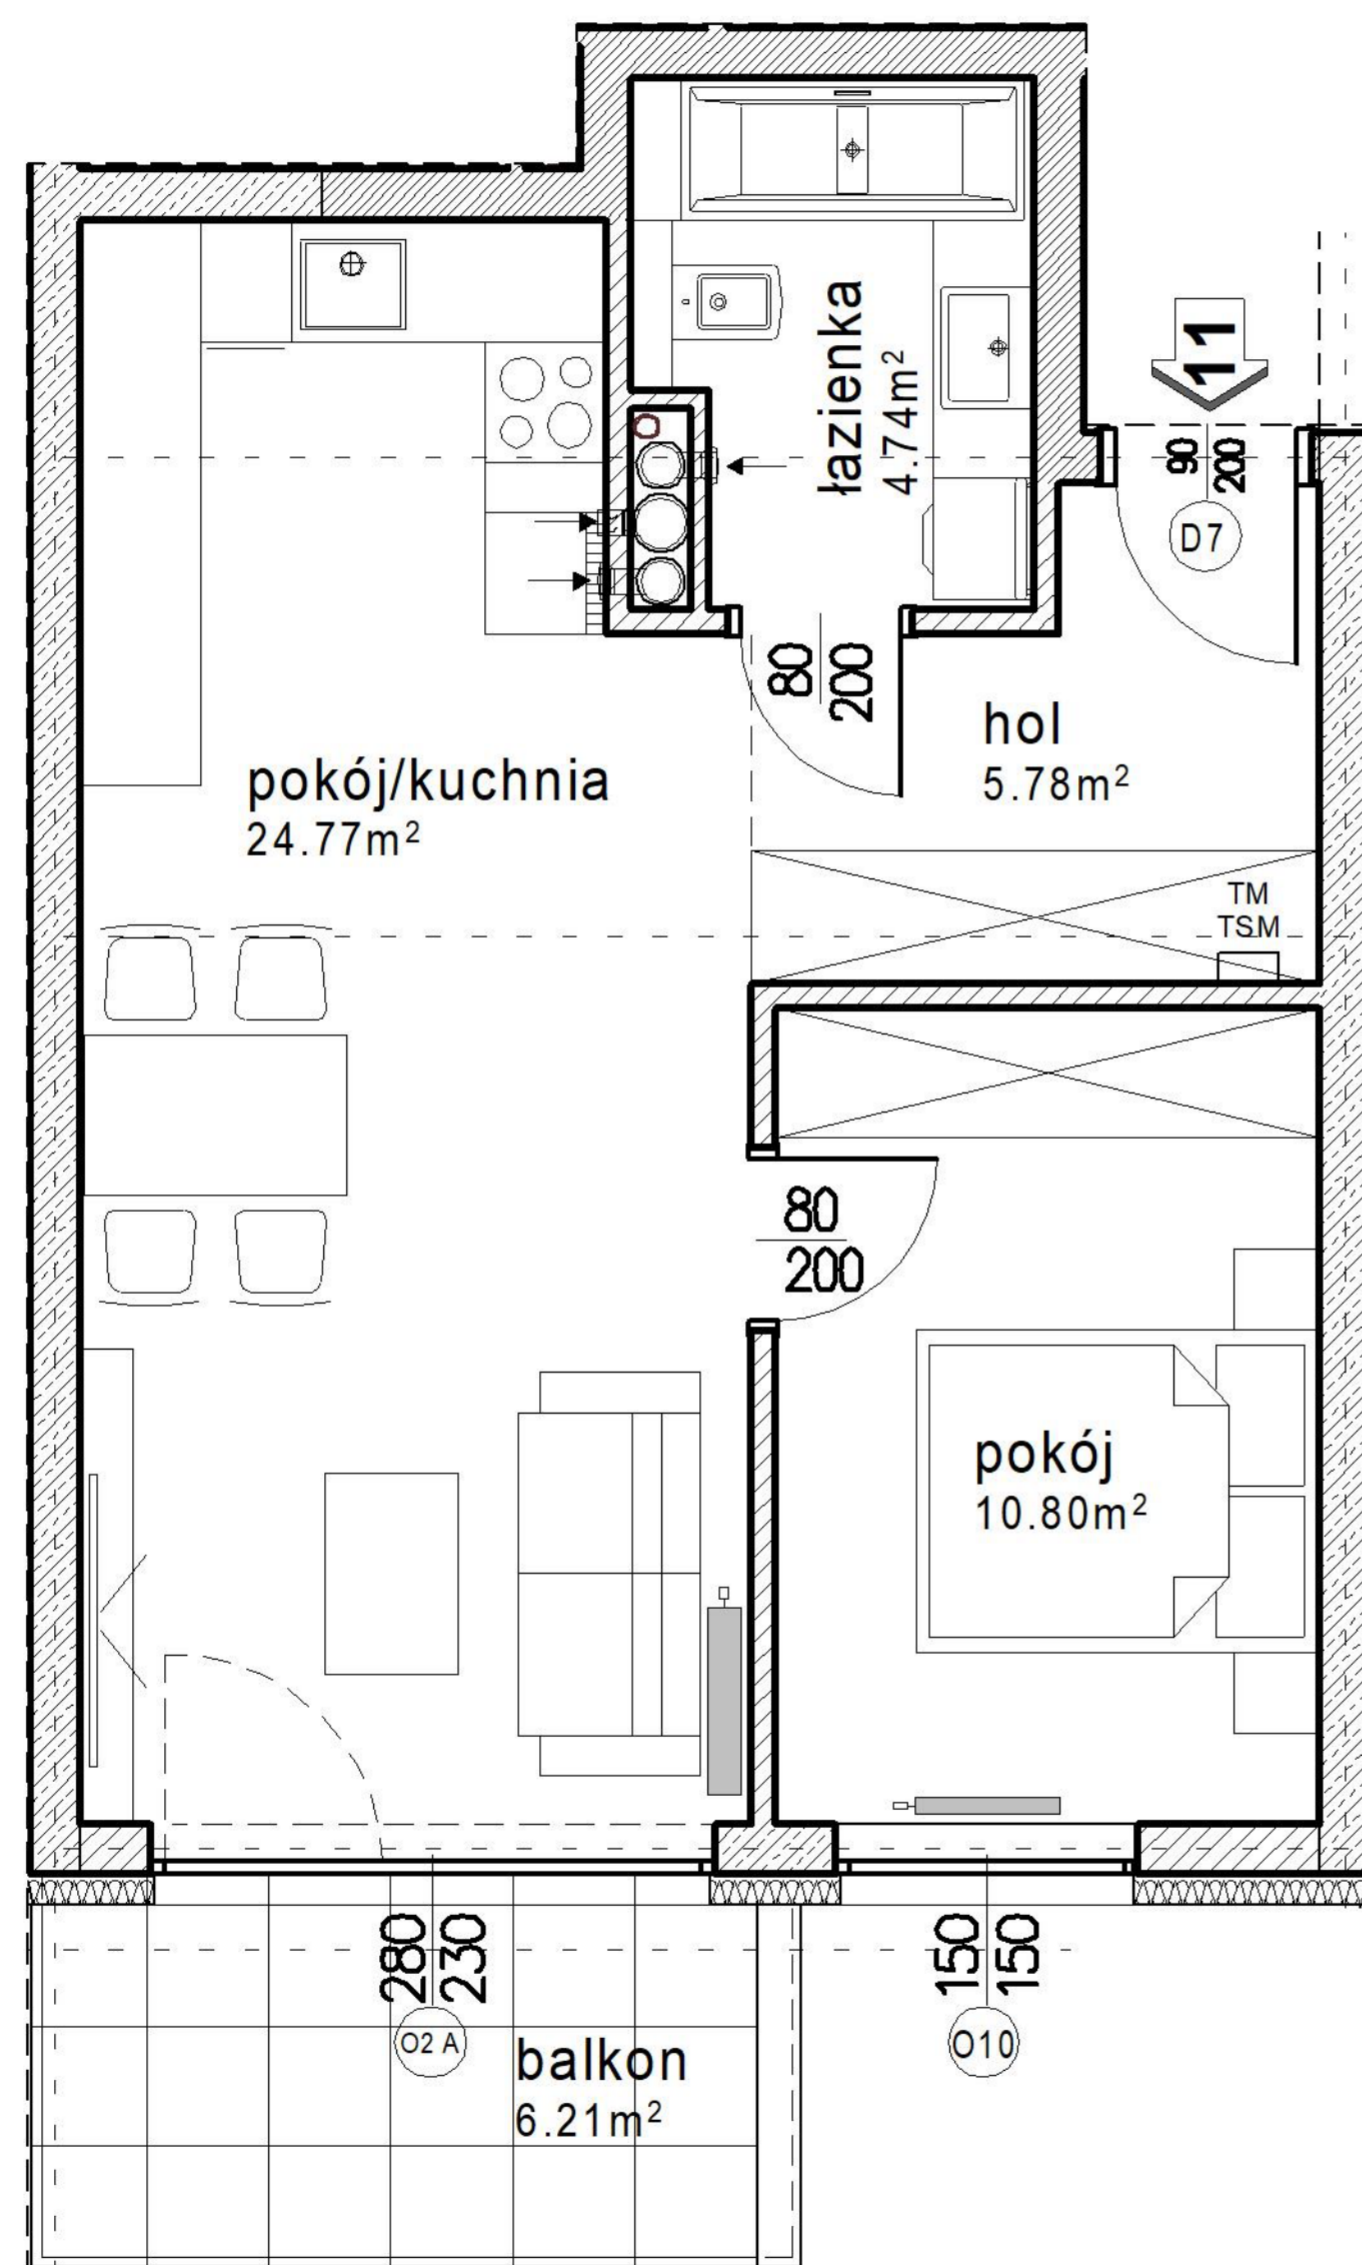 łazienka
4.74m²
11
90
200
D7
80
200
hol
5.78m²
pokój/kuchnia
24.77m²
TM
TSM
80
200
pokój
10.80m²
280
230
O2 A
150
150
O10
balkon
6.21m²